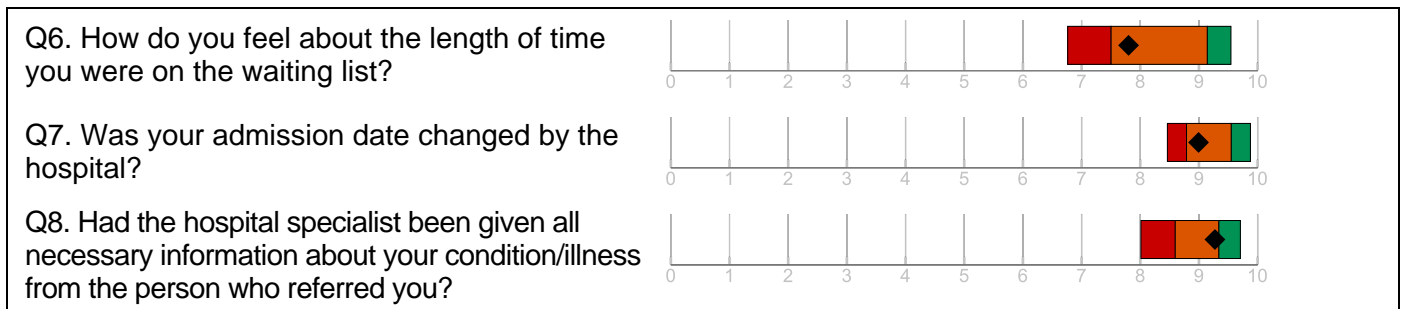 Q6. How do you feel about the length of time
you were on the waiting list?
0 1 2 3 4 5 6 7 8 9 10
Q7. Was your admission date changed by the
hospital?
0 1 2 3 4 5 6 7 8 9 10
Q8. Had the hospital specialist been given all
necessary information about your condition/illness
from the person who referred you?
0 1 2 3 4 5 6 7 8 9 10